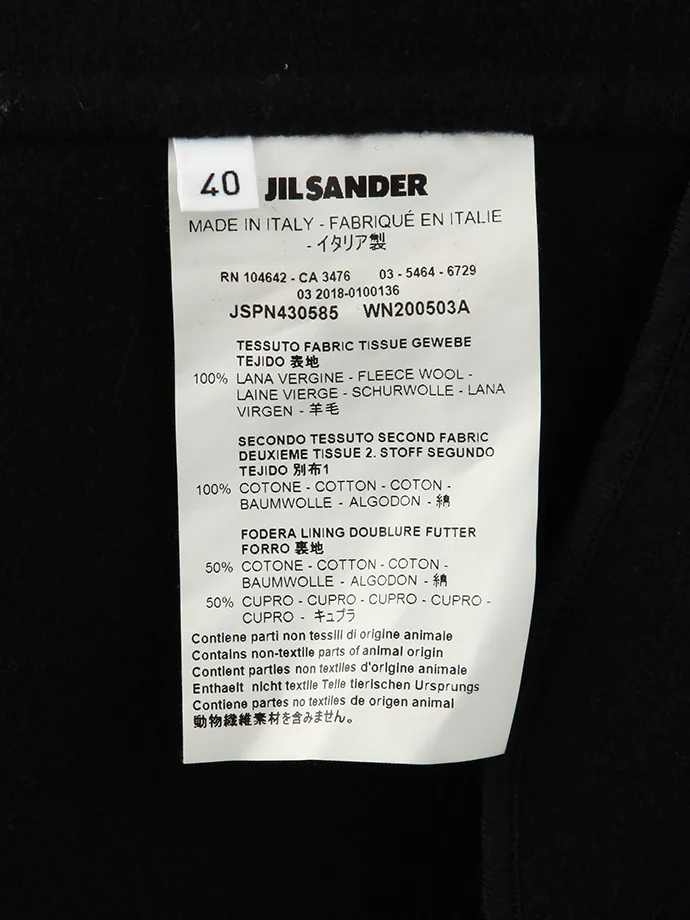 40 JIL SANDER
MADE IN ITALY - FABRIQUÉ EN ITALIE
- イタリア製
RN 104642 - CA 3476 03 - 5464 - 6729
03 2018-0100136
JSPN430585 WN200503A
TESSUTO FABRIC TISSUE GEWEBE
TEJIDO 表地
100% LANA VERGINE - FLEECE WOOL -
LAINE VIERGE - SCHURWOLLE - LANA
VIRGEN - 羊毛
SECONDO TESSUTO SECOND FABRIC
DEUXIEME TISSUE 2. STOFF SEGUNDO
TEJIDO 別布1
100% COTONE - COTTON - COTON -
BAUMWOLLE - ALGODON - 綿
FODERA LINING DOUBLURE FUTTER
FORRO 裏地
50% COTONE - COTTON - COTON -
BAUMWOLLE - ALGODON - 綿
50% CUPRO - CUPRO - CUPRO - CUPRO -
CUPRO - キュプラ
Contiene parti non tessili di origine animale
Contains non-textile parts of animal origin
Contient parties non textiles d'origine animale
Enthaelt nicht textile Teile tierischen Ursprungs
Contiene partes no textiles de origen animal
動物繊維素材を含みません。